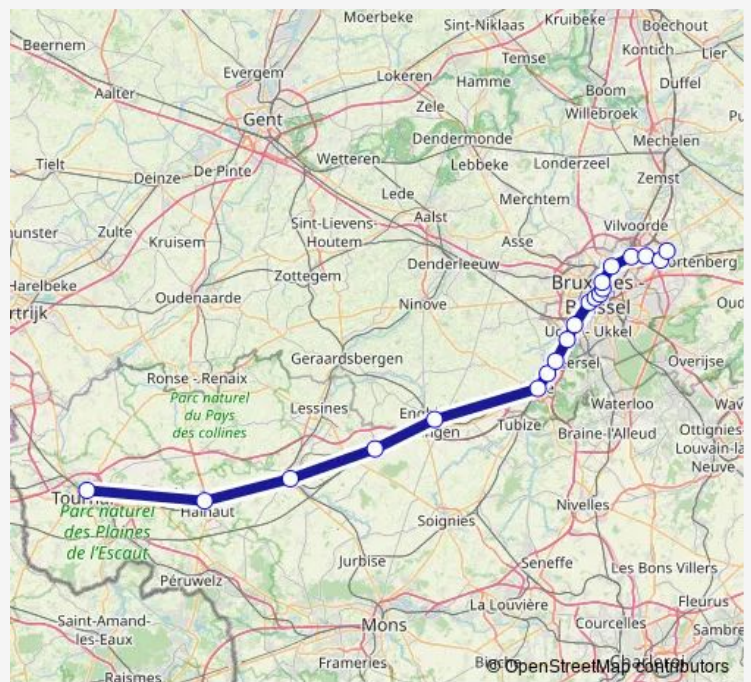 Moerbeke
Sint-Niklaas
Kruibeke
Boechout
Beernem
Kontich
Lier
Temse
Evergem
Lokeren
Hamme
Duffel
Aalter
Boom
Zele
Willebroek
Gent
Dendermonde
Mechelen
Wetteren
Lebbeke
Londerzeel
Tielt
Deinze
De Pinte
Zemst
Lede
Merchtem
Aalst
Sint-Lievens-
Houtem
Vilvoorde
Zulte
Kruisem
Asse
Denderleeuw
ortenberg
Zottegem
Harelbeke
Oudenaarde
Ninove
rtrijk
Geraardsbergen
Overijse
Ronse - Renaix
Parc naturel
du Pays
des collines
Lessines
Waterloo
Tubize
Braine-l'Alleud
Ottignies
Louvain-la
Neuve
Hainaut
Parc naturel
des Plaines
de l'Escaut
Nivelles
Soignies
Jurbise
Seneffe
Les Bons Villers
Péruwelz
La Louvière
Fleurus
Saint-Amand-
les-Eaux
Mons
Courcelles
Sambre
Frameries
Raismes
© OpenStreetMap contributors